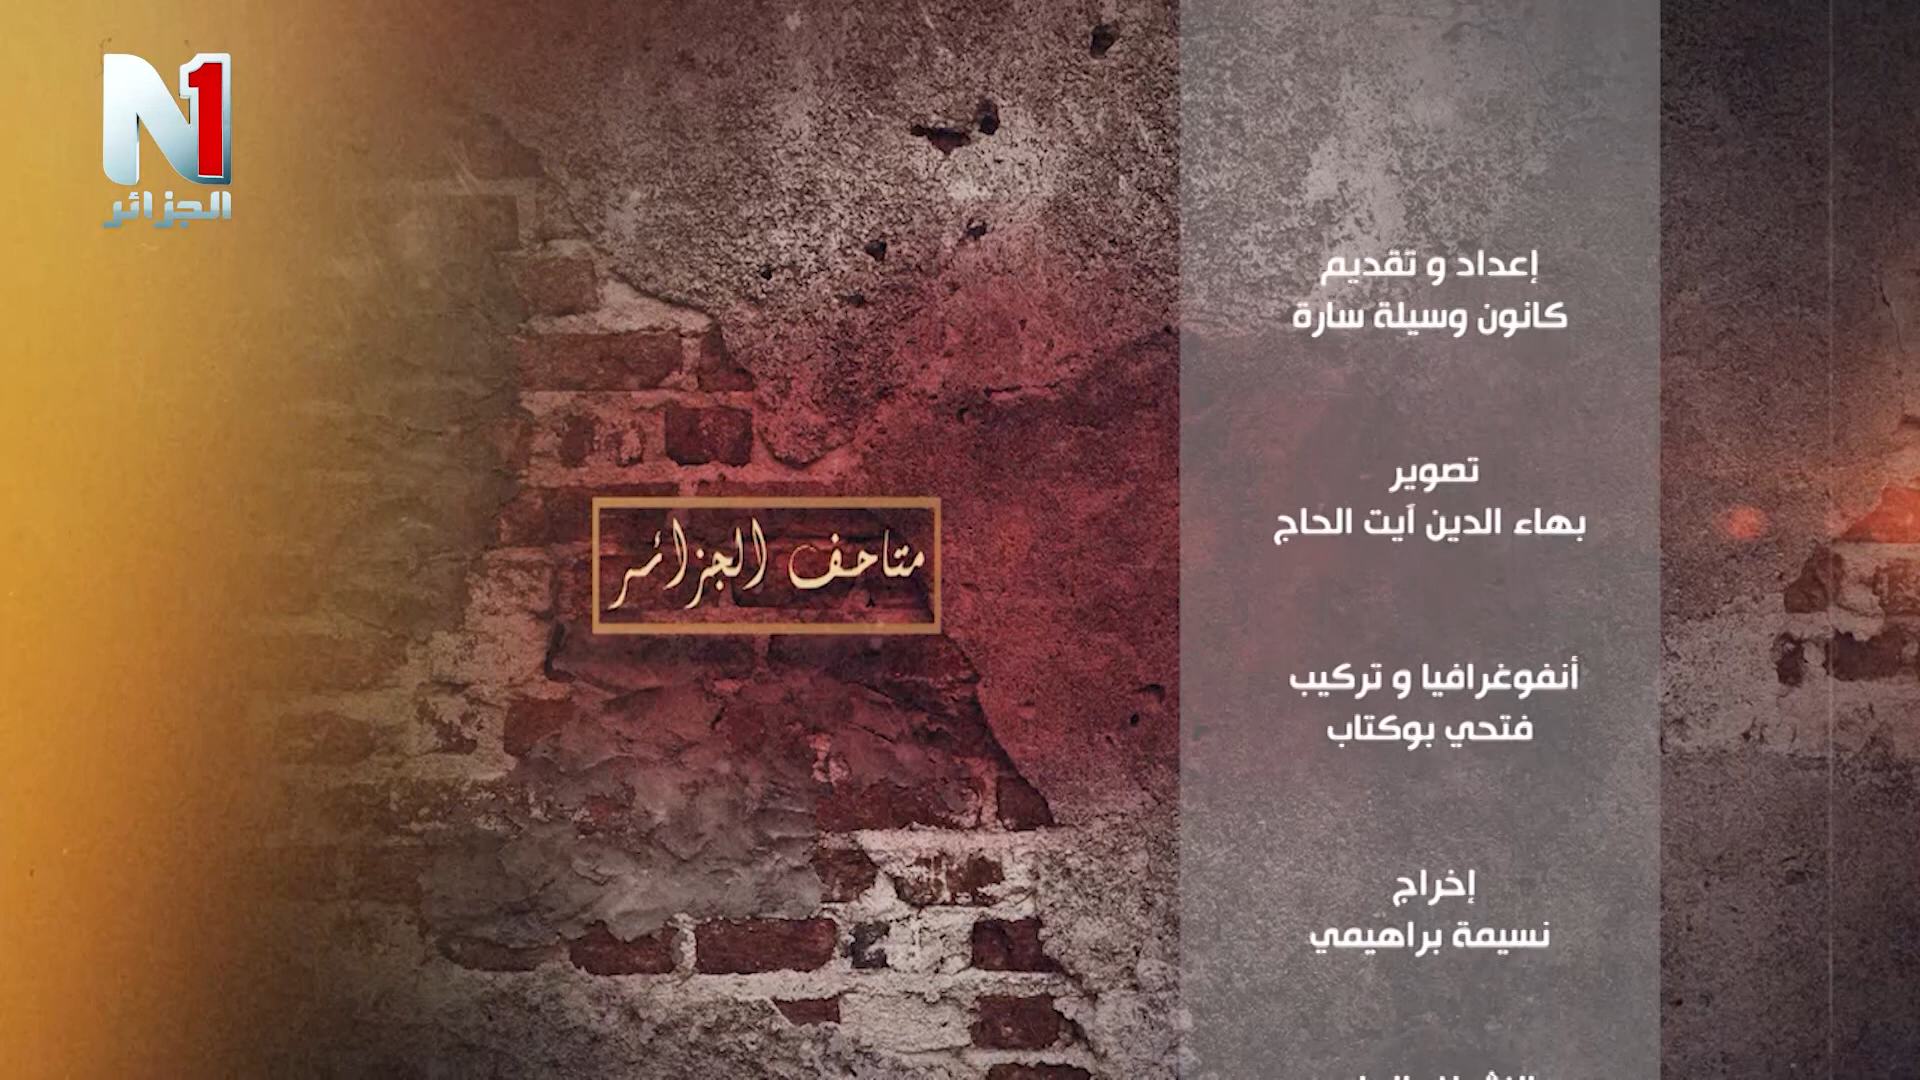 N1
الجزائر
متاحف الجزائر
إعداد و تقديم
كانون وسيلة سارة
تصوير
بهاء الدين آيت الحاج
أنفوغرافيا و تركيب
فتحي بوكتاب
إخراج
نسيمة براهيمي